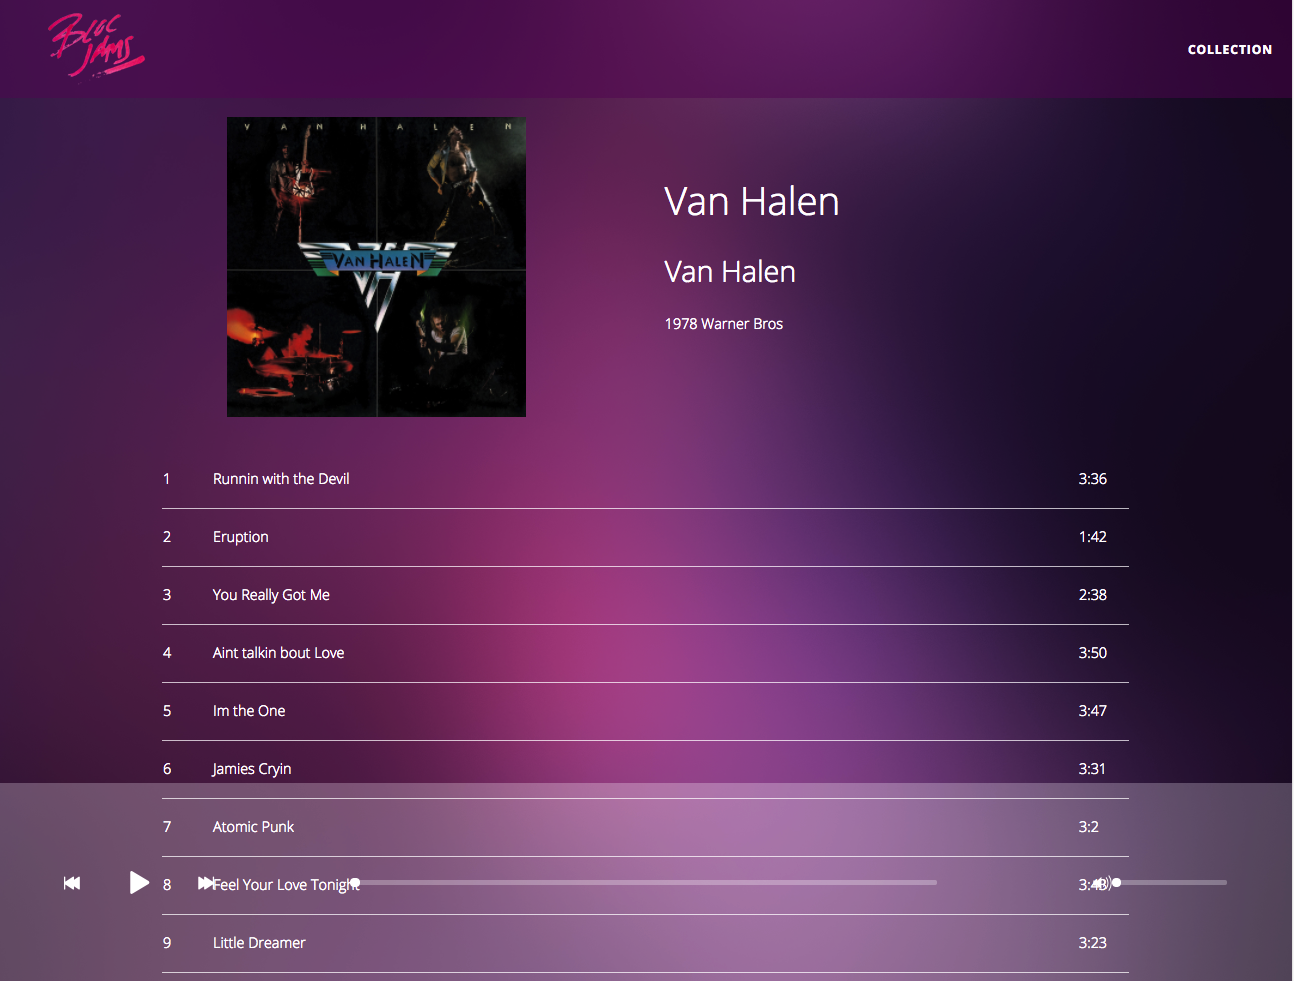 Bloc
Jams
COLLECTION
VAN HALEN
VAN HALEN
Van Halen
Van Halen
1978 Warner Bros
1 Runnin with the Devil 3:36
2 Eruption 1:42
3 You Really Got Me 2:38
4 Aint talkin bout Love 3:50
5 Im the One 3:47
6 Jamies Cryin 3:31
7 Atomic Punk 3:2
8 Feel Your Love Tonight 3:43
9 Little Dreamer 3:23